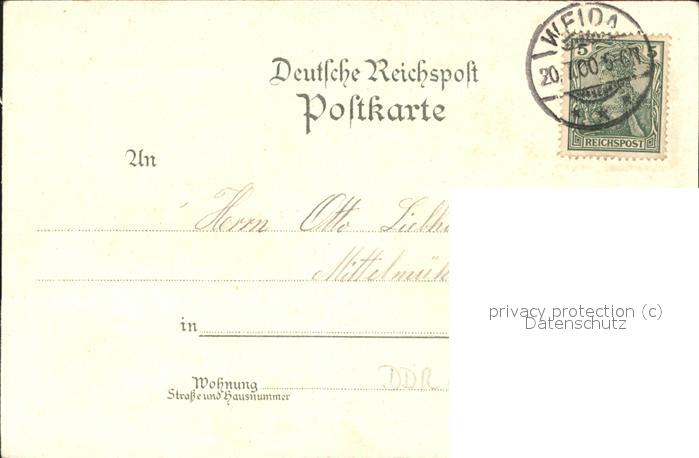 WEIDA
5 5
20.7.00.
REICHSPOST
Deutsche Reichspost
Postkarte
An
Herrn Otto
in
privacy protection (c)
Datenschutz
Wohnung
DDR
Straße und Hausnummer